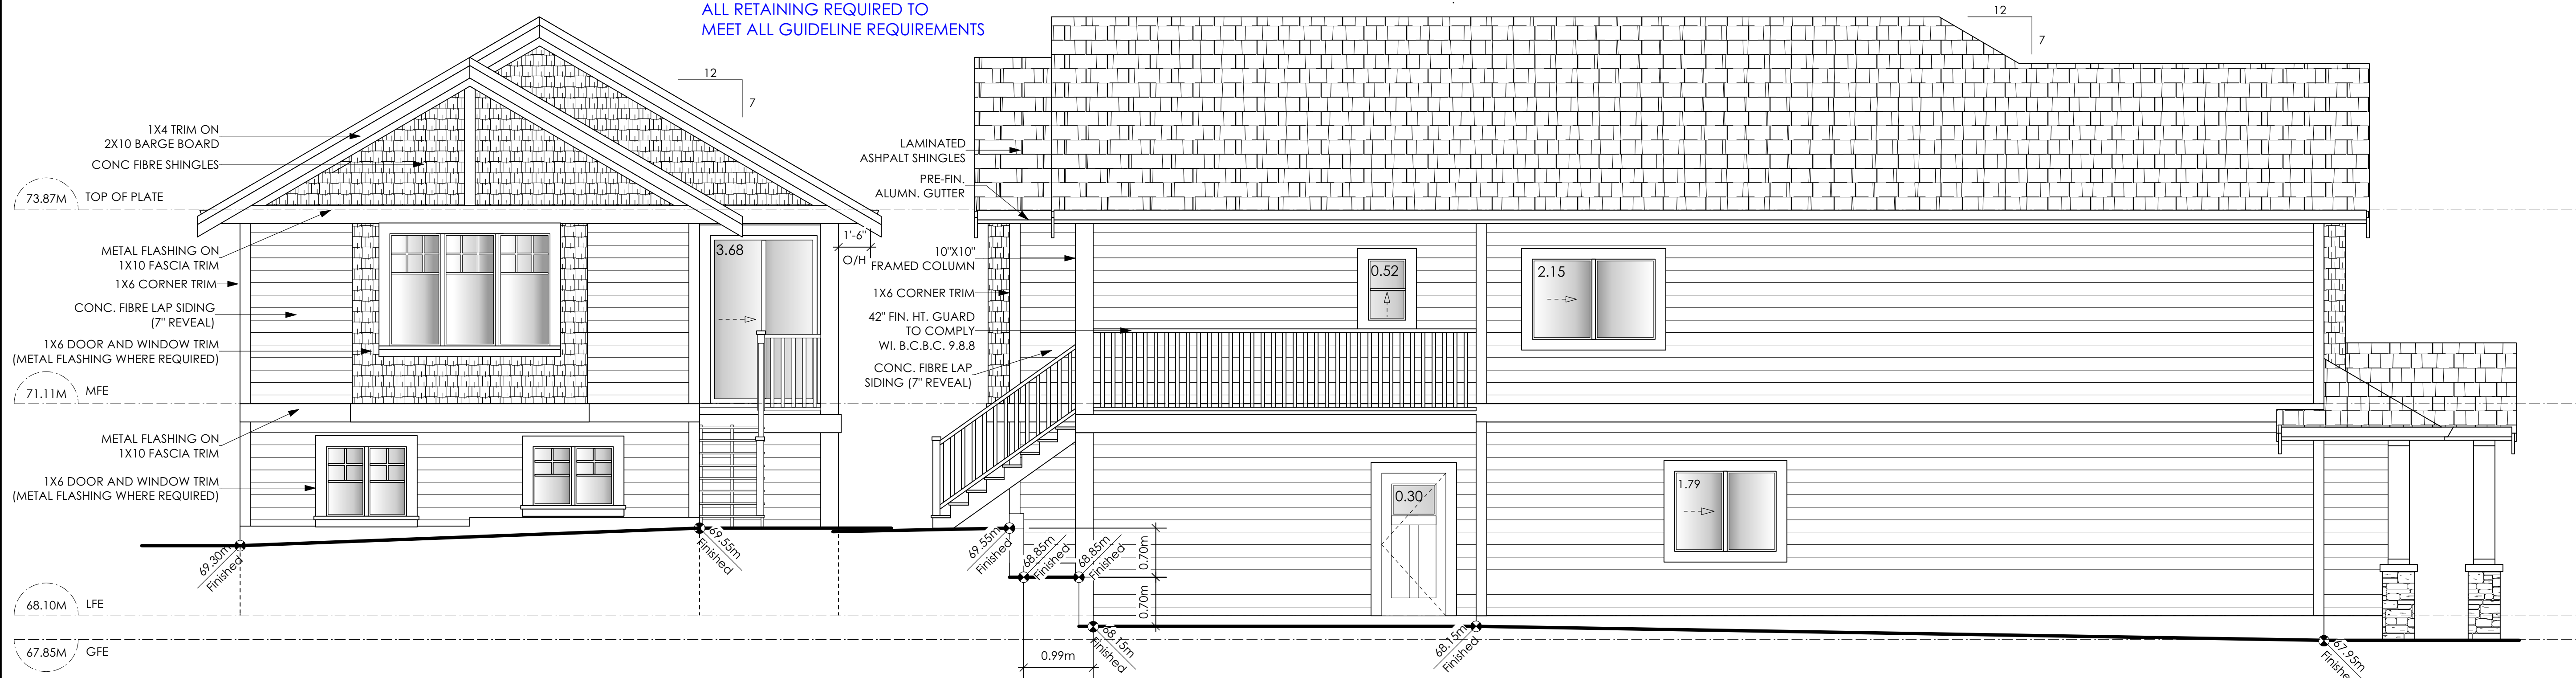 ALL RETAINING REQUIRED TO
MEET ALL GUIDELINE REQUIREMENTS
12
7
1X4 TRIM ON
2X10 BARGE BOARD
CONC FIBRE SHINGLES
73.87M
TOP OF PLATE
METAL FLASHING ON
1X10 FASCIA TRIM
1X6 CORNER TRIM
CONC. FIBRE LAP SIDING
(7" REVEAL)
1X6 DOOR AND WINDOW TRIM
(METAL FLASHING WHERE REQUIRED)
71.11M
MFE
METAL FLASHING ON
1X10 FASCIA TRIM
1X6 DOOR AND WINDOW TRIM
(METAL FLASHING WHERE REQUIRED)
68.10M
LFE
67.85M
GFE
3.68
1'-6"
O/H
69.30m
Finished
69.55m
Finished
12
7
LAMINATED
ASHPALT SHINGLES
PRE-FIN.
ALUMN. GUTTER
10"X10"
FRAMED COLUMN
1X6 CORNER TRIM
42" FIN. HT. GUARD
TO COMPLY
WI. B.C.B.C. 9.8.8
CONC. FIBRE LAP
SIDING (7" REVEAL)
0.52
2.15
0.30
1.79
69.55m
Finished
68.85m
Finished
68.85m
Finished
0.70m
0.70m
68.15m
Finished
0.99m
68.15m
Finished
67.95m
Finished